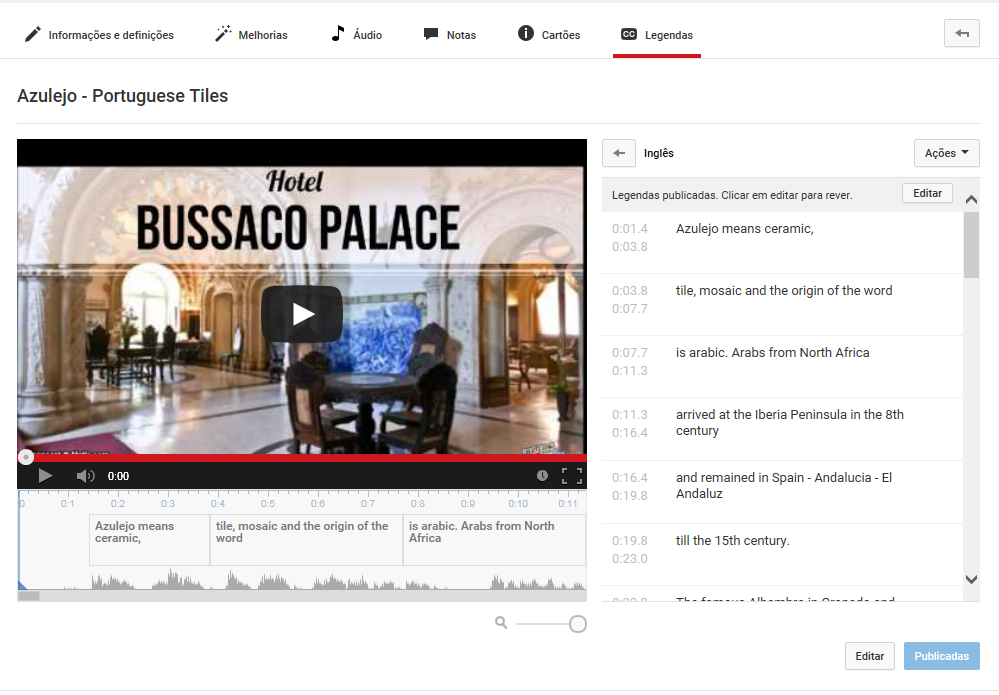 Informações e definições
Melhorias
Áudio
Notas
Cartões
CC Legendas
Azulejo - Portuguese Tiles
Hotel
BUSSACO PALACE
0:00
0
0:1
0:2
0:3
0:4
0:5
0:6
0:7
0:8
0:9
0:10
0:11
Azulejo means
ceramic,
tile, mosaic and the origin of the
word
is arabic. Arabs from North
Africa
Inglês
Ações
Legendas publicadas. Clicar em editar para rever.
Editar
0:01.4
Azulejo means ceramic,
0:03.8
0:03.8
tile, mosaic and the origin of the word
0:07.7
0:07.7
is arabic. Arabs from North Africa
0:11.3
0:11.3
arrived at the Iberia Peninsula in the 8th
0:16.4
century
0:16.4
and remained in Spain - Andalucia - El
0:19.8
Andaluz
0:19.8
till the 15th century.
0:23.0
0:23.0
The famous Alhambra in Granada and
Editar
Publicadas